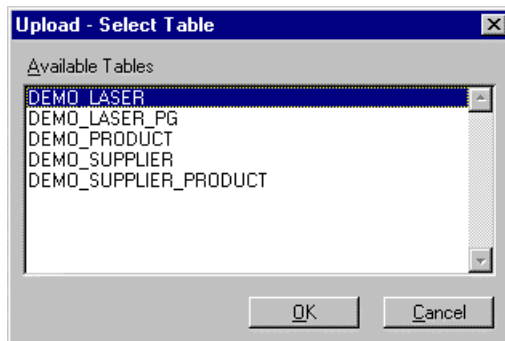 Upload - Select Table
Available Tables
DEMO_LASER
DEMO_LASER_PG
DEMO_PRODUCT
DEMO_SUPPLIER
DEMO_SUPPLIER_PRODUCT
OK
Cancel